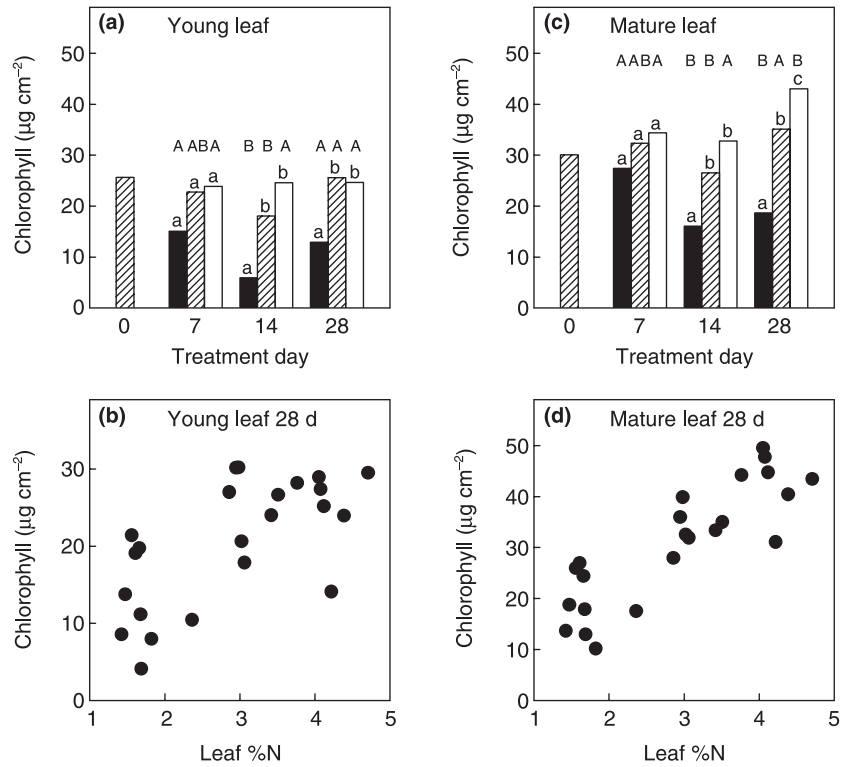 (a) Young leaf
Chlorophyll (µg cm⁻²)
50
40
30
20
10
0
A AB A B B A A A A
a a a a b b a b b
0 7 14 28
Treatment day
(c) Mature leaf
Chlorophyll (µg cm⁻²)
50
40
30
20
10
0
A AB A B B A B A B
a a a a b b a b c
0 7 14 28
Treatment day
(b) Young leaf 28 d
Chlorophyll (µg cm⁻²)
30
20
10
0
1 2 3 4 5
Leaf %N
(d) Mature leaf 28 d
Chlorophyll (µg cm⁻²)
50
40
30
20
10
0
1 2 3 4 5
Leaf %N